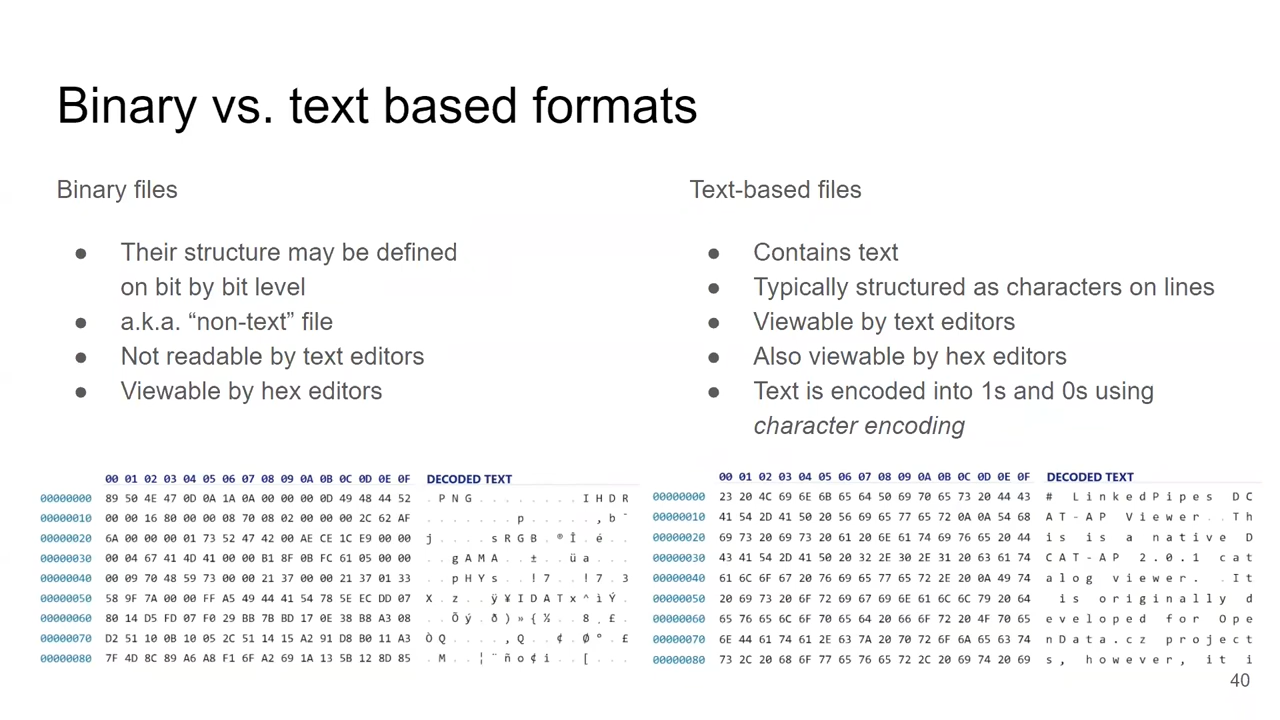 Binary vs. text based formats
Binary files
● Their structure may be defined
on bit by bit level
● a.k.a. “non-text” file
● Not readable by text editors
● Viewable by hex editors
Text-based files
● Contains text
● Typically structured as characters on lines
● Viewable by text editors
● Also viewable by hex editors
● Text is encoded into 1s and 0s using
character encoding
00 01 02 03 04 05 06 07 08 09 0A 0B 0C 0D 0E 0F DECODED TEXT
00000000 89 50 4E 47 0D 0A 1A 0A 00 00 00 0D 49 48 44 52 . P N G . . . . . . . . I H D R
00000010 00 00 16 80 00 00 08 70 08 02 00 00 00 2C 62 AF . . . . . . . p . . . . . , b ¯
00000020 6A 00 00 00 01 73 52 47 42 00 AE CE 1C E9 00 00 j . . . . s R G B . ® Î . é . .
00000030 00 04 67 41 4D 41 00 00 B1 8F 0B FC 61 05 00 00 . . g A M A . . ± . . ü a . . .
00000040 00 09 70 48 59 73 00 00 21 37 00 00 21 37 01 33 . . p H Y s . . ! 7 . . ! 7 . 3
00000050 58 9F 7A 00 00 FF A5 49 44 41 54 78 5E EC DD 07 X . z . . ÿ ¥ I D A T x ^ ì Ý .
00000060 80 14 D5 FD 07 F0 29 BB 7B BD 17 0E 38 B8 A3 08 . . Õ ý . ð ) » { ½ . . 8 ¸ £ .
00000070 D2 51 10 0B 10 05 2C 51 14 15 A2 91 D8 B0 11 A3 Ò Q . . . . , Q . . ¢ . Ø ° . £
00000080 7F 4D 8C 89 A6 A8 F1 6F A2 69 1A 13 5B 12 8D 85 . M . . ¦ ¨ ñ o ¢ i . . [ . . .
00 01 02 03 04 05 06 07 08 09 0A 0B 0C 0D 0E 0F DECODED TEXT
00000000 23 20 4C 69 6E 6B 65 64 50 69 70 65 73 20 44 43 # L i n k e d P i p e s D C
00000010 41 54 2D 41 50 20 56 69 65 77 65 72 0A 0A 54 68 A T - A P V i e w e r . . T h
00000020 69 73 20 69 73 20 61 20 6E 61 74 69 76 65 20 44 i s i s a n a t i v e D
00000030 43 41 54 2D 41 50 20 32 2E 30 2E 31 20 63 61 74 C A T - A P 2 . 0 . 1 c a t
00000040 61 6C 6F 67 20 76 69 65 77 65 72 2E 20 0A 49 74 a l o g v i e w e r . . I t
00000050 20 69 73 20 6F 72 69 67 69 6E 61 6C 6C 79 20 64 i s o r i g i n a l l y d
00000060 65 76 65 6C 6F 70 65 64 20 66 6F 72 20 4F 70 65 e v e l o p e d f o r O p e
00000070 6E 44 61 74 61 2E 63 7A 20 70 72 6F 6A 65 63 74 n D a t a . c z p r o j e c t
00000080 73 2C 20 68 6F 77 65 76 65 72 2C 20 69 74 20 69 s , h o w e v e r , i t i
40